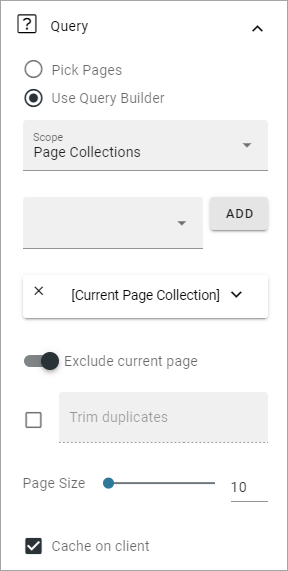 Query
Pick Pages
Use Query Builder
Scope
Page Collections
ADD
[Current Page Collection]
Exclude current page
Trim duplicates
Page Size
10
Cache on client